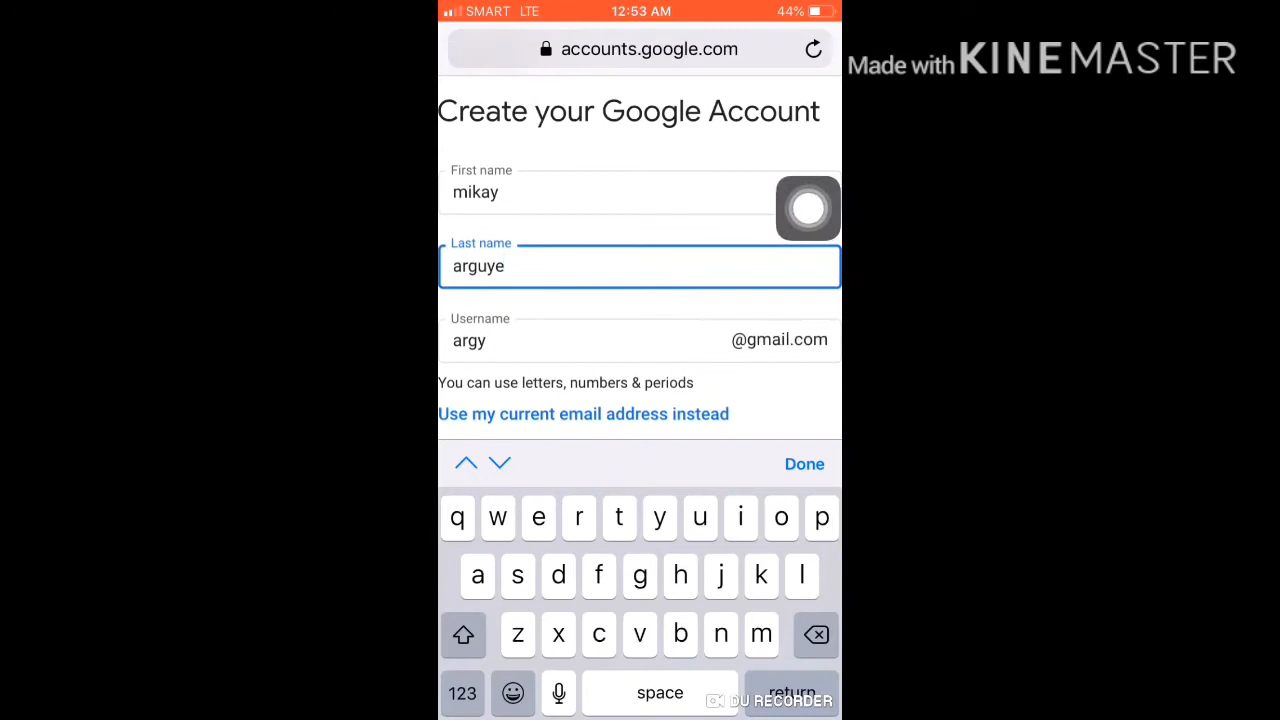 SMART LTE 12:53 AM 44%
accounts.google.com
Made with KINEMASTER
Create your Google Account
First name
mikay
Last name
arguye
Username
argy @gmail.com
You can use letters, numbers & periods
Use my current email address instead
Done
q w e r t y u i o p
a s d f g h j k l
z x c v b n m
123 space return
DU RECORDER